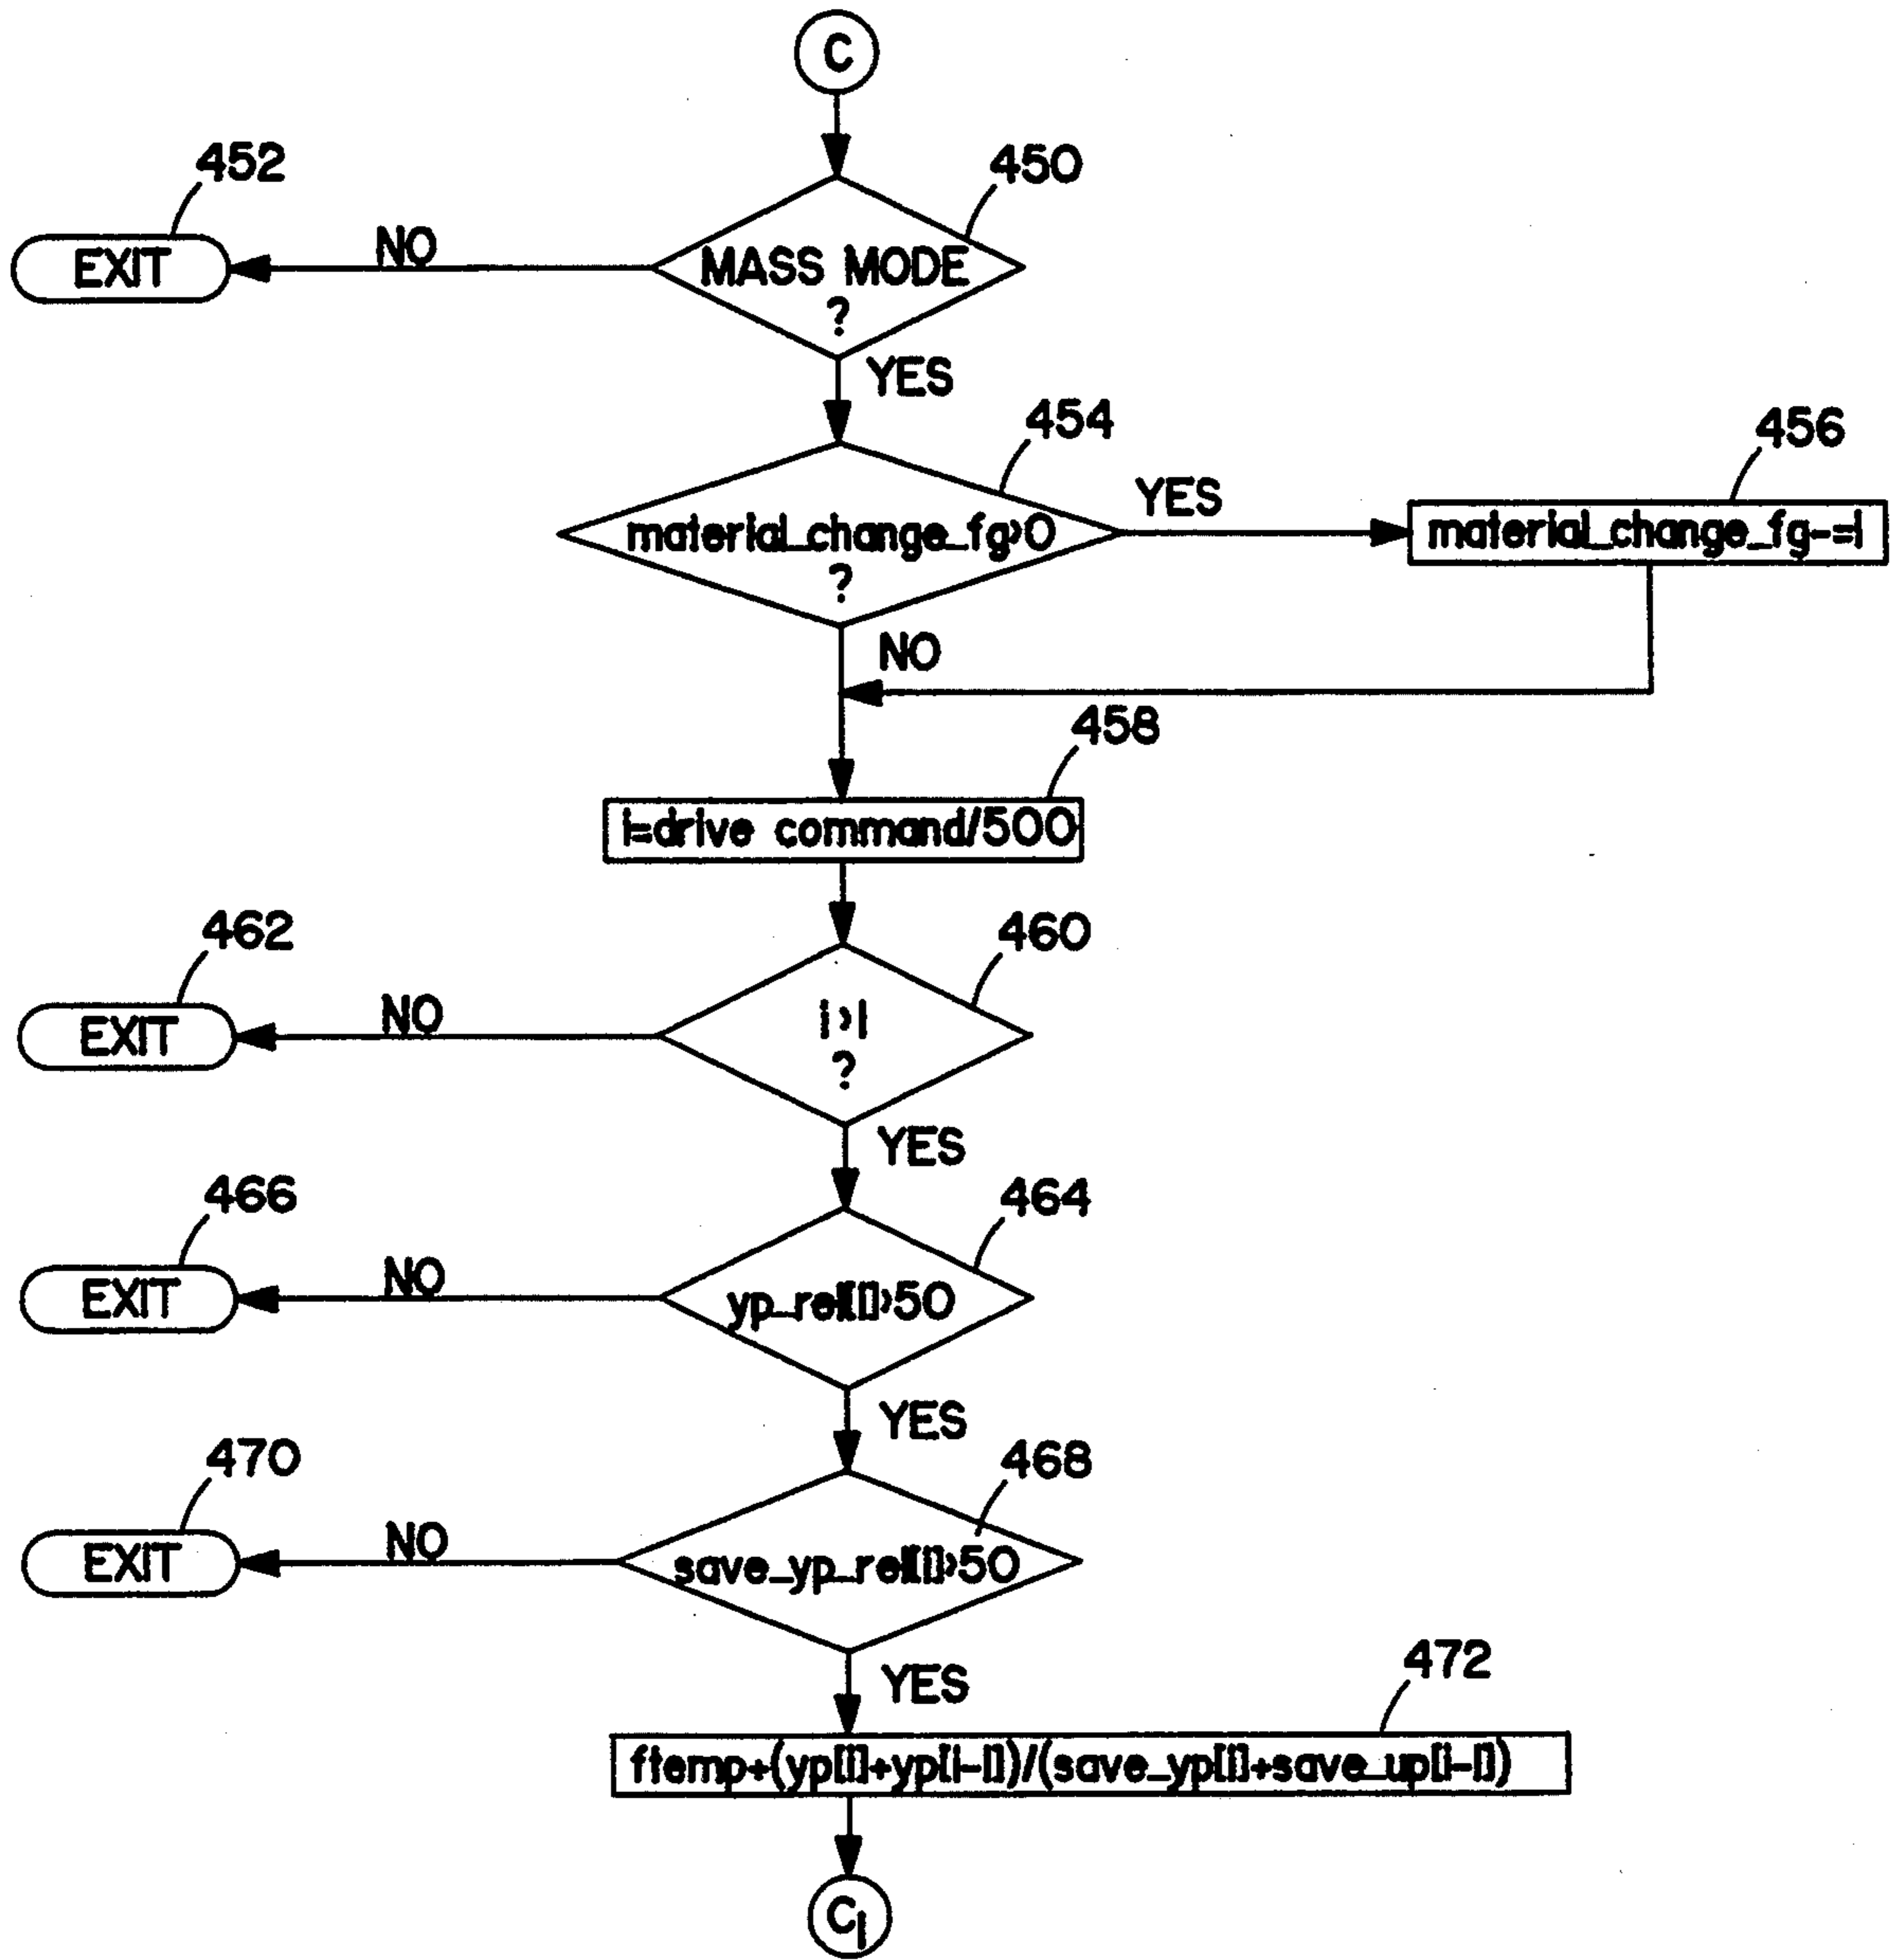 C
450
452
EXIT
NO
MASS MODE
?
YES
454
456
YES
material_change_fg>0
?
material_change_fg-=1
NO
458
i=drive command/500
462
460
EXIT
NO
i>1
?
YES
466
464
EXIT
NO
yp_rel[i]>50
YES
470
468
EXIT
NO
save_yp_rel[i]>50
YES
472
ftemp+(yp[i]+yp[i-1])/(save_yp[i]+save_up[i-1])
C1